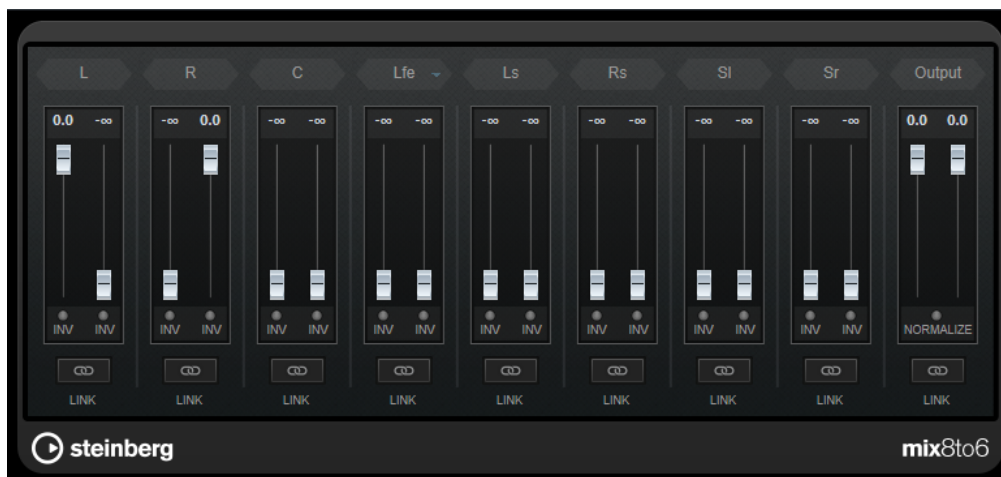 L R C Lfe Ls Rs Sl Sr Output
0.0 -∞ -∞ 0.0 -∞ -∞ -∞ -∞ -∞ -∞ -∞ -∞ -∞ -∞ -∞ -∞ 0.0 0.0
INV INV INV INV INV INV INV INV INV INV INV INV INV INV INV INV NORMALIZE
LINK LINK LINK LINK LINK LINK LINK LINK LINK
steinberg mix8to6